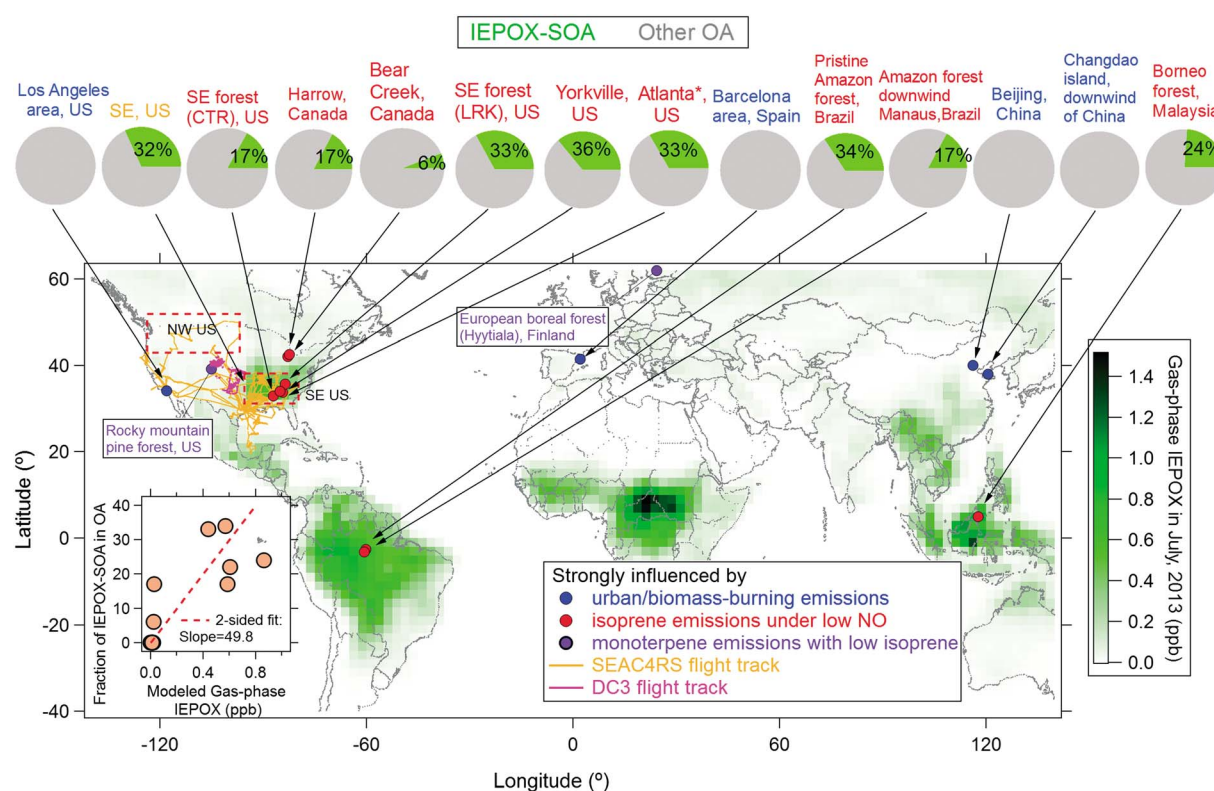 IEPOX-SOA Other OA
Los Angeles
area, US
SE, US
SE forest
(CTR), US
Harrow,
Canada
Bear
Creek,
Canada
SE forest
(LRK), US
Yorkville,
US
Atlanta*,
US
Barcelona
area, Spain
Pristine
Amazon
forest,
Brazil
Amazon forest
downwind
Manaus,Brazil
Beijing,
China
Changdao
island,
downwind
of China
Borneo
forest,
Malaysia
32%
17%
17%
6%
33%
36%
33%
34%
17%
24%
60
40
20
0
-20
-40
Latitude (º)
-120
-60
0
60
120
Longitude (º)
NW US
SE US
Rocky mountain
pine forest, US
European boreal forest
(Hyytiala), Finland
40
30
20
10
0
Fraction of IEPOX-SOA in OA
2-sided fit:
Slope=49.8
0.0
0.4
0.8
Modeled Gas-phase
IEPOX (ppb)
Strongly influenced by
urban/biomass-burning emissions
isoprene emissions under low NO
monoterpene emissions with low isoprene
SEAC4RS flight track
DC3 flight track
1.4
1.2
1.0
0.8
0.6
0.4
0.2
0.0
Gas-phase IEPOX in July, 2013 (ppb)